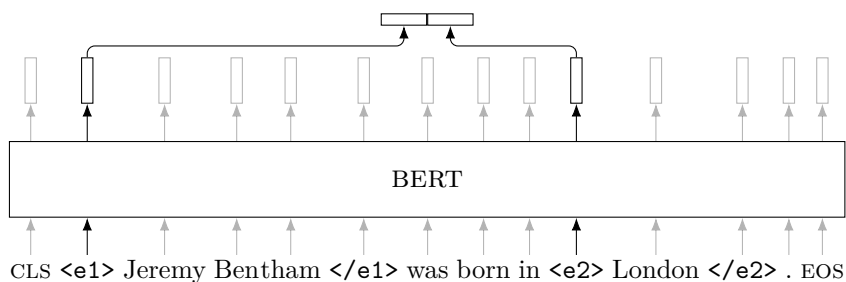 BERT
CLS <e1> Jeremy Bentham </e1> was born in <e2> London </e2> . EOS